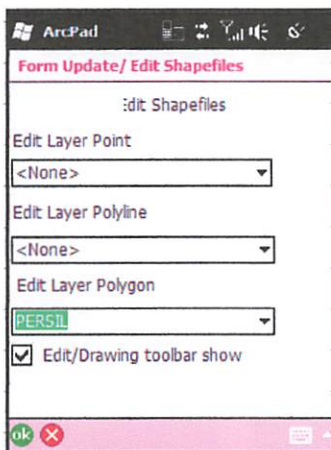 ArcPad
Form Update/ Edit Shapefiles
Edit Shapefiles
Edit Layer Point
<None>
Edit Layer Polyline
<None>
Edit Layer Polygon
PERSIL
Edit/Drawing toolbar show
ok